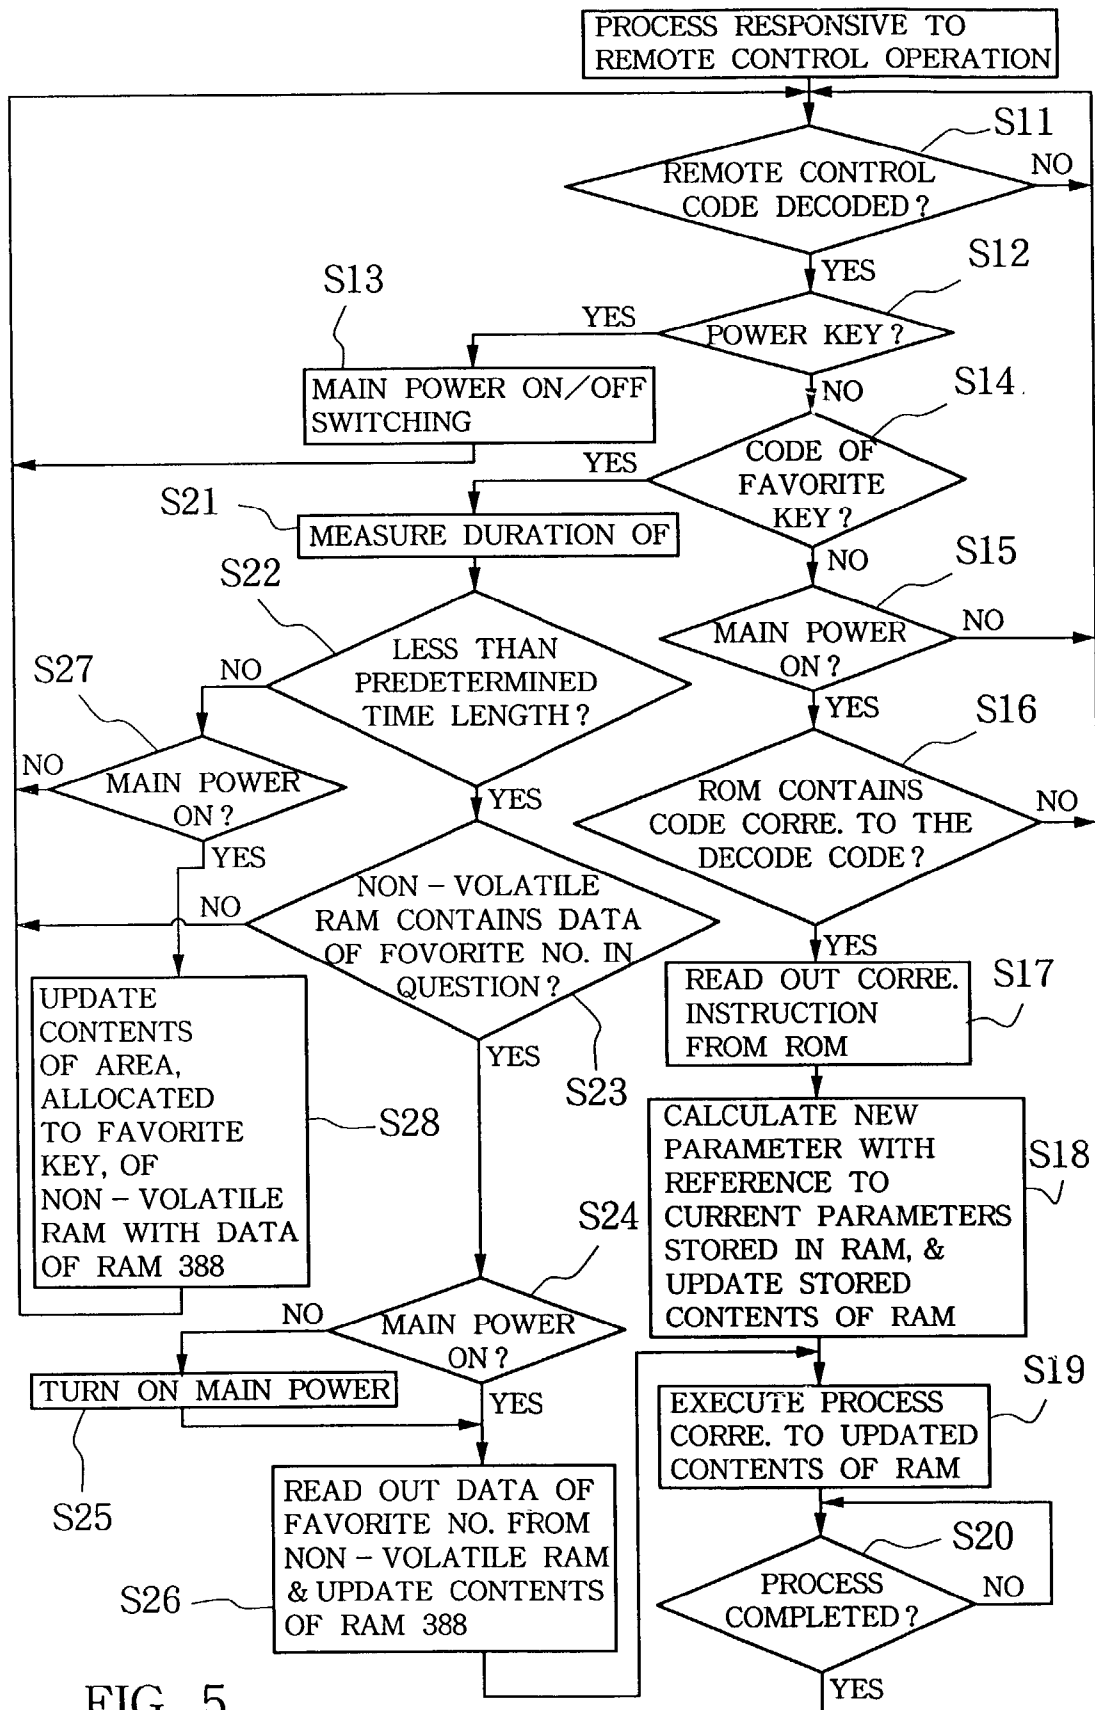 PROCESS RESPONSIVE TO
REMOTE CONTROL OPERATION
S11
REMOTE CONTROL
CODE DECODED?
NO
YES
S12
S13
YES
POWER KEY?
MAIN POWER ON/OFF
SWITCHING
NO
S14
YES
CODE OF
FAVORITE
KEY?
S21
MEASURE DURATION OF
NO
S15
S22
MAIN POWER
ON?
NO
LESS THAN
PREDETERMINED
TIME LENGTH?
NO
S27
YES
S16
NO
MAIN POWER
ON?
YES
ROM CONTAINS
CODE CORRE. TO THE
DECODE CODE?
NO
YES
NON-VOLATILE
RAM CONTAINS DATA
OF FOVORITE NO. IN
QUESTION?
NO
YES
S17
READ OUT CORRE.
INSTRUCTION
FROM ROM
UPDATE
CONTENTS
OF AREA,
ALLOCATED
TO FAVORITE
KEY, OF
NON-VOLATILE
RAM WITH DATA
OF RAM 388
S28
YES
S23
CALCULATE NEW
PARAMETER WITH
REFERENCE TO
CURRENT PARAMETERS
STORED IN RAM, &
UPDATE STORED
CONTENTS OF RAM
S18
S24
NO
MAIN POWER
ON?
TURN ON MAIN POWER
YES
S25
S19
EXECUTE PROCESS
CORRE. TO UPDATED
CONTENTS OF RAM
READ OUT DATA OF
FAVORITE NO. FROM
NON-VOLATILE RAM
& UPDATE CONTENTS
OF RAM 388
S26
S20
PROCESS
COMPLETED?
NO
YES
FIG. 5